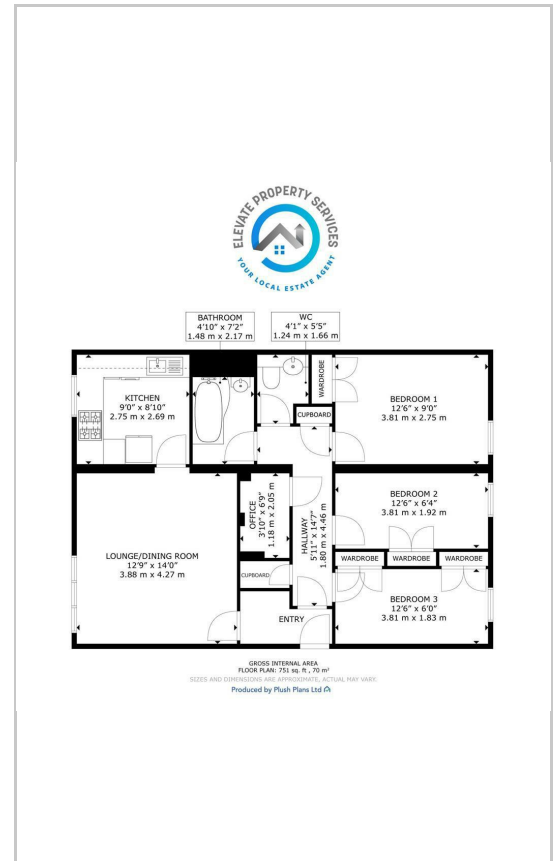 ELEVATE PROPERTY SERVICES
YOUR LOCAL ESTATE AGENT
BATHROOM
4'10" x 7'2"
1.48 m x 2.17 m
WC
4'1" x 5'5"
1.24 m x 1.66 m
KITCHEN
9'0" x 8'10"
2.75 m x 2.69 m
WARDROBE
CUPBOARD
BEDROOM 1
12'6" x 9'0"
3.81 m x 2.75 m
LOUNGE/DINING ROOM
12'9" x 14'0"
3.88 m x 4.27 m
OFFICE
3'10" x 6'9"
1.18 m x 2.05 m
HALLWAY
5'11" x 14'7"
1.80 m x 4.46 m
BEDROOM 2
12'6" x 6'4"
3.81 m x 1.92 m
WARDROBE
WARDROBE
WARDROBE
CUPBOARD
BEDROOM 3
12'6" x 6'0"
3.81 m x 1.83 m
ENTRY
GROSS INTERNAL AREA
FLOOR PLAN: 751 sq. ft , 70 m²
SIZES AND DIMENSIONS ARE APPROXIMATE, ACTUAL MAY VARY.
Produced by Plush Plans Ltd